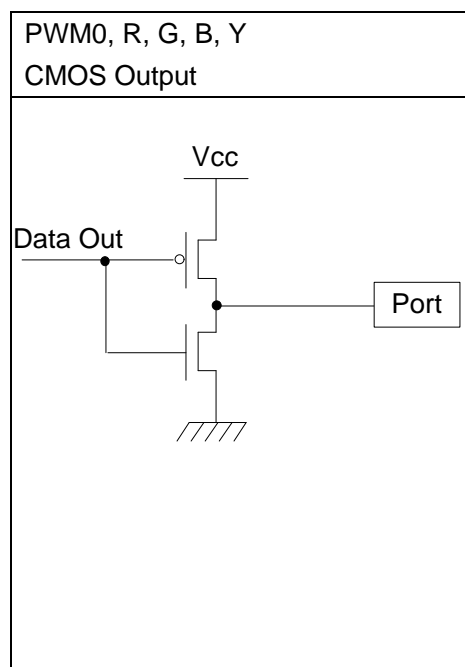 PWM0, R, G, B, Y
CMOS Output
Vcc
Data Out
Port